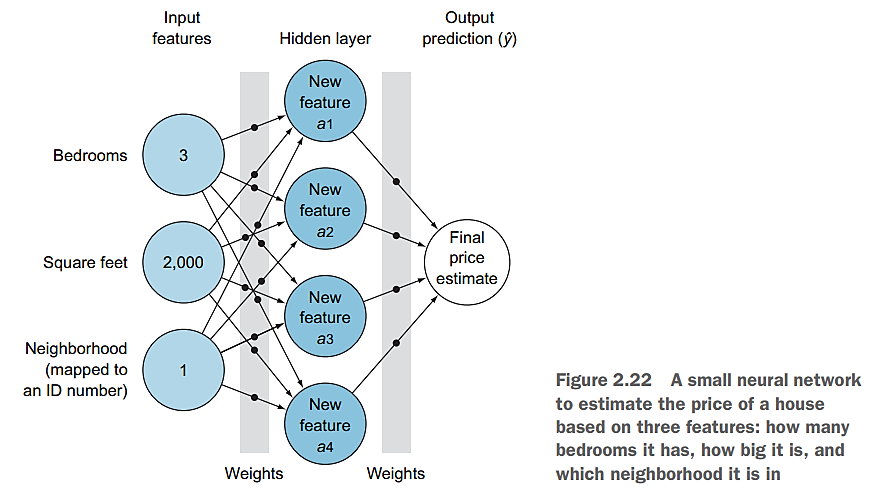 Input
features
Hidden layer
Output
prediction (ŷ)
Bedrooms
3
Square feet
2,000
Neighborhood
(mapped to
an ID number)
1
New
feature
a1
New
feature
a2
New
feature
a3
New
feature
a4
Final
price
estimate
Weights
Weights
Figure 2.22 A small neural network
to estimate the price of a house
based on three features: how many
bedrooms it has, how big it is, and
which neighborhood it is in